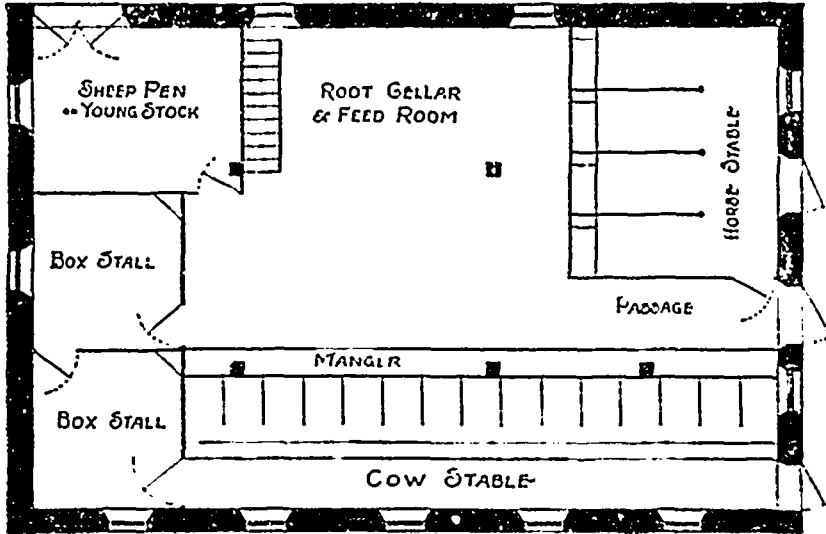 SHEEP PEN
or YOUNG STOCK
ROOT CELLAR
& FEED ROOM
HORSE STABLE
BOX STALL
PASSAGE
MANGER
BOX STALL
COW STABLE